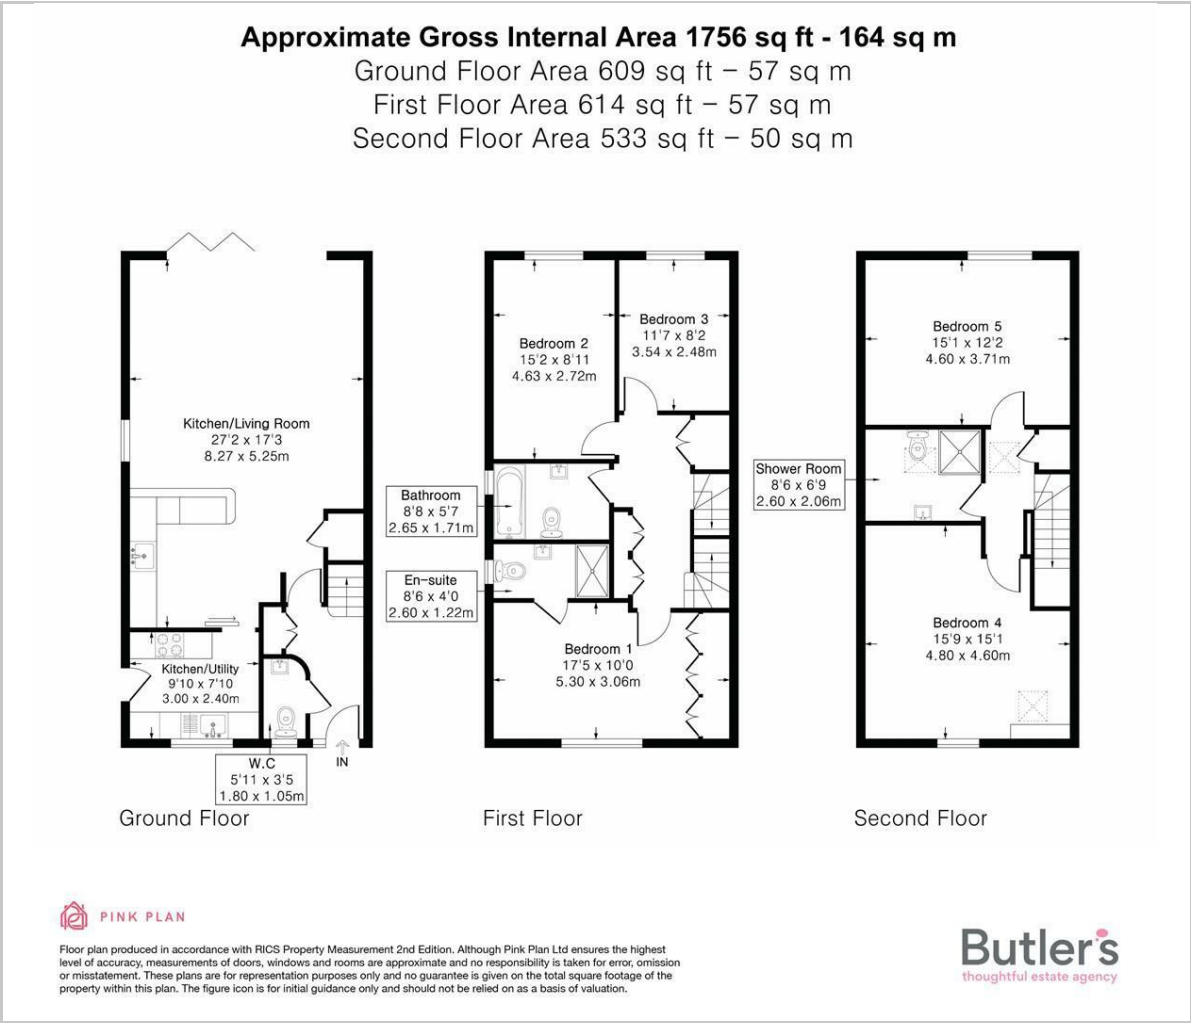 Approximate Gross Internal Area 1756 sq ft - 164 sq m
Ground Floor Area 609 sq ft – 57 sq m
First Floor Area 614 sq ft – 57 sq m
Second Floor Area 533 sq ft – 50 sq m
Kitchen/Living Room
27'2 x 17'3
8.27 x 5.25m
Kitchen/Utility
9'10 x 7'10
3.00 x 2.40m
W.C
5'11 x 3'5
1.80 x 1.05m
IN
Ground Floor
Bedroom 2
15'2 x 8'11
4.63 x 2.72m
Bedroom 3
11'7 x 8'2
3.54 x 2.48m
Bathroom
8'8 x 5'7
2.65 x 1.71m
En-suite
8'6 x 4'0
2.60 x 1.22m
Bedroom 1
17'5 x 10'0
5.30 x 3.06m
First Floor
Bedroom 5
15'1 x 12'2
4.60 x 3.71m
Shower Room
8'6 x 6'9
2.60 x 2.06m
Bedroom 4
15'9 x 15'1
4.80 x 4.60m
Second Floor
PINK PLAN
Floor plan produced in accordance with RICS Property Measurement 2nd Edition. Although Pink Plan Ltd ensures the highest
level of accuracy, measurements of doors, windows and rooms are approximate and no responsibility is taken for error, omission
or misstatement. These plans are for representation purposes only and no guarantee is given on the total square footage of the
property within this plan. The figure icon is for initial guidance only and should not be relied on as a basis of valuation.
Butler's
thoughtful estate agency